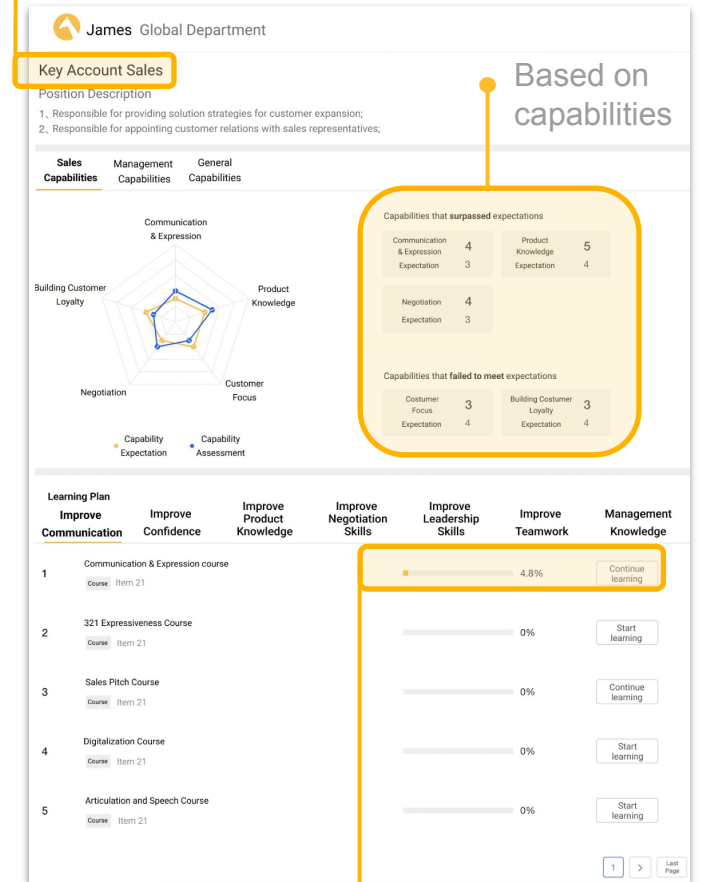 James Global Department
Key Account Sales
Based on
capabilities
Position Description
1、Responsible for providing solution strategies for customer expansion;
2、Responsible for appointing customer relations with sales representatives;
Sales
Capabilities
Management
Capabilities
General
Capabilities
Communication
& Expression
Building Customer
Loyalty
Product
Knowledge
Negotiation
Customer
Focus
Capability
Expectation
Capability
Assessment
Capabilities that surpassed expectations
Communication
& Expression
4
Expectation 3
Product
Knowledge
5
Expectation 4
Negotiation 4
Expectation 3
Capabilities that failed to meet expectations
Costumer
Focus
3
Expectation 4
Building Costumer
Loyalty
3
Expectation 4
Learning Plan
Improve
Communication
Improve
Confidence
Improve
Product
Knowledge
Improve
Negotiation
Skills
Improve
Leadership
Skills
Improve
Teamwork
Management
Knowledge
1
Communication & Expression course
Course Item 21
4.8%
Continue
learning
2
321 Expressiveness Course
Course Item 21
0%
Start
learning
3
Sales Pitch Course
Course Item 21
0%
Continue
learning
4
Digitalization Course
Course Item 21
0%
Start
learning
5
Articulation and Speech Course
Course Item 21
0%
Start
learning
1 >
Last
Page